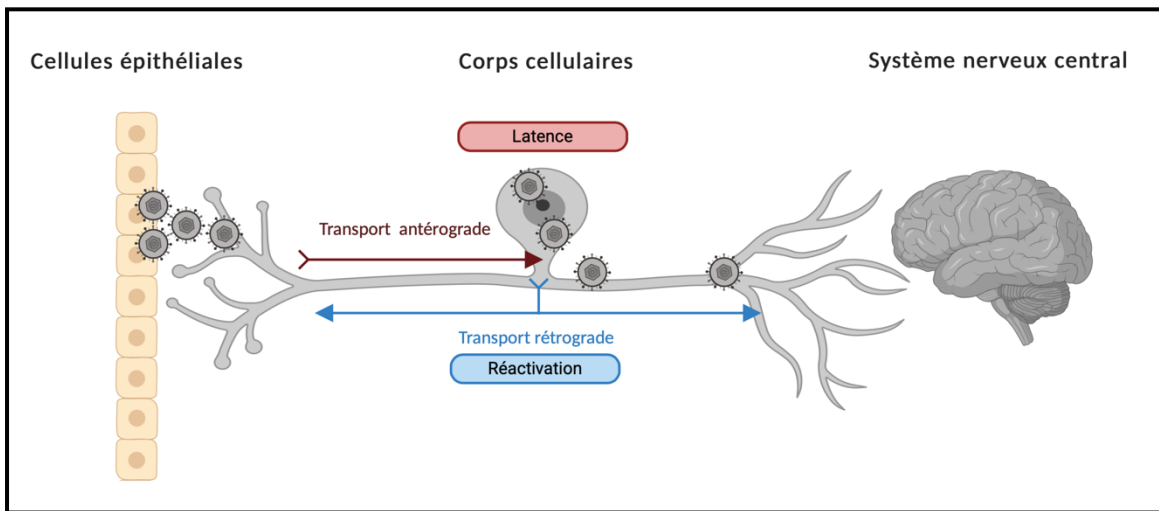 Cellules épithéliales
Corps cellulaires
Système nerveux central
Latence
Transport antérograde
Transport rétrograde
Réactivation